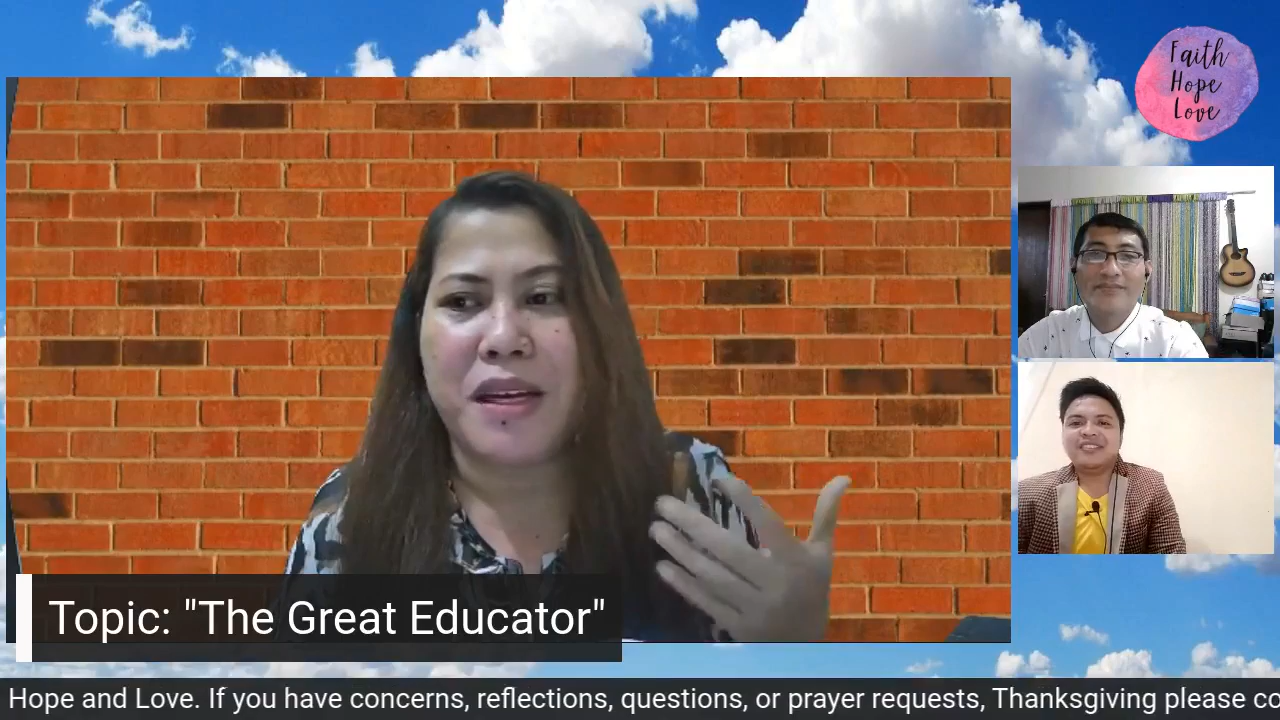 Faith
Hope
Love
Topic: "The Great Educator"
Hope and Love. If you have concerns, reflections, questions, or prayer requests, Thanksgiving please co